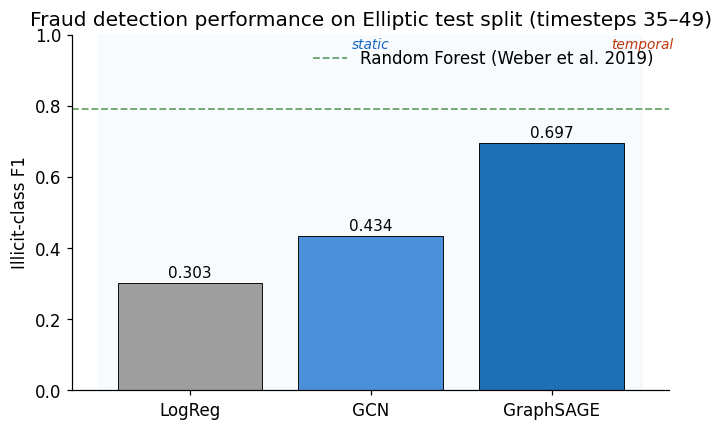 Fraud detection performance on Elliptic test split (timesteps 35–49)
static
temporal
Random Forest (Weber et al. 2019)
Illicit-class F1
1.0
0.8
0.6
0.4
0.2
0.0
0.303
0.434
0.697
LogReg
GCN
GraphSAGE